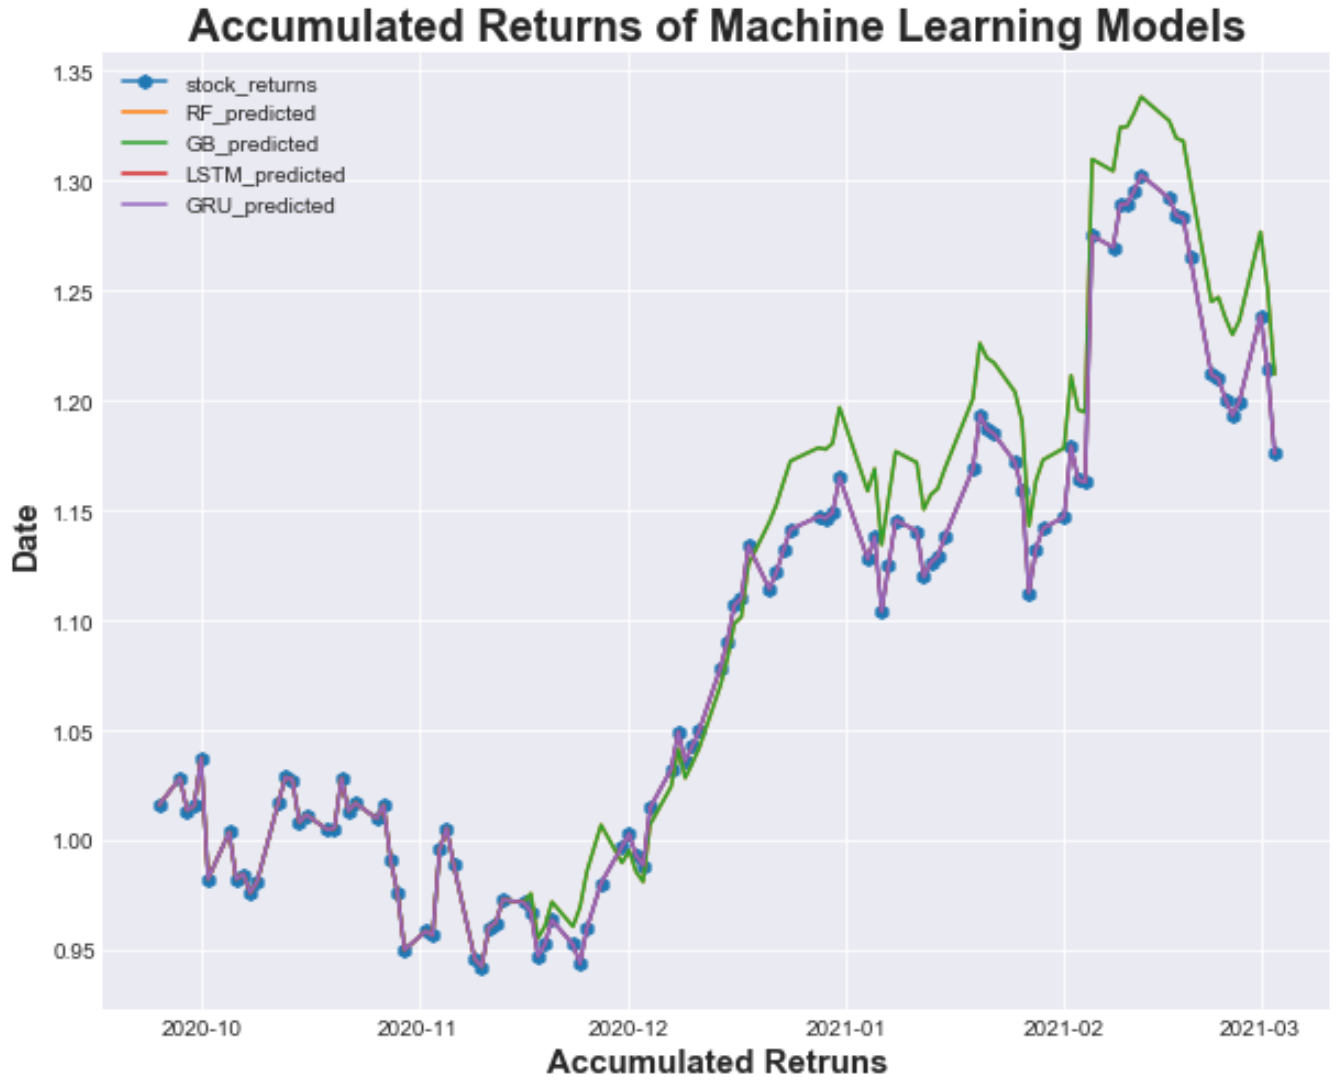 Accumulated Returns of Machine Learning Models
stock_returns
RF_predicted
GB_predicted
LSTM_predicted
GRU_predicted
1.35
1.30
1.25
1.20
1.15
1.10
1.05
1.00
0.95
Date
2020-10 2020-11 2020-12 2021-01 2021-02 2021-03
Accumulated Retruns